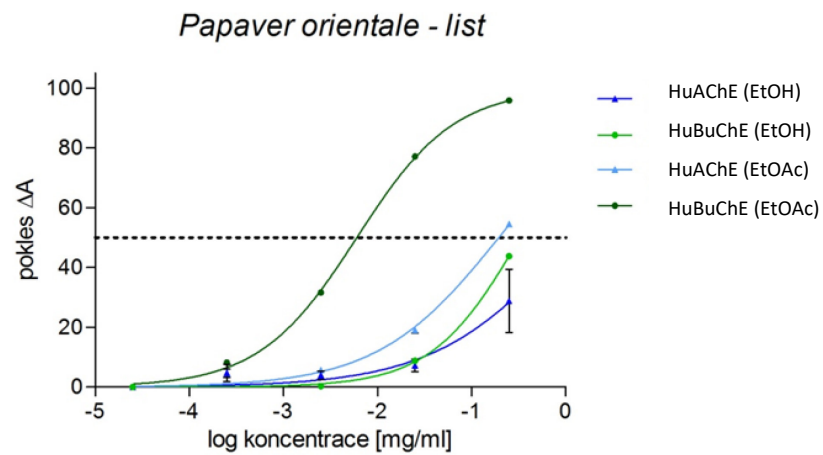 Papaver orientale - list
100
80
60
40
20
0
pokles ΔA
-5 -4 -3 -2 -1 0
log koncentrace [mg/ml]
HuAChE (EtOH)
HuBuChE (EtOH)
HuAChE (EtOAc)
HuBuChE (EtOAc)